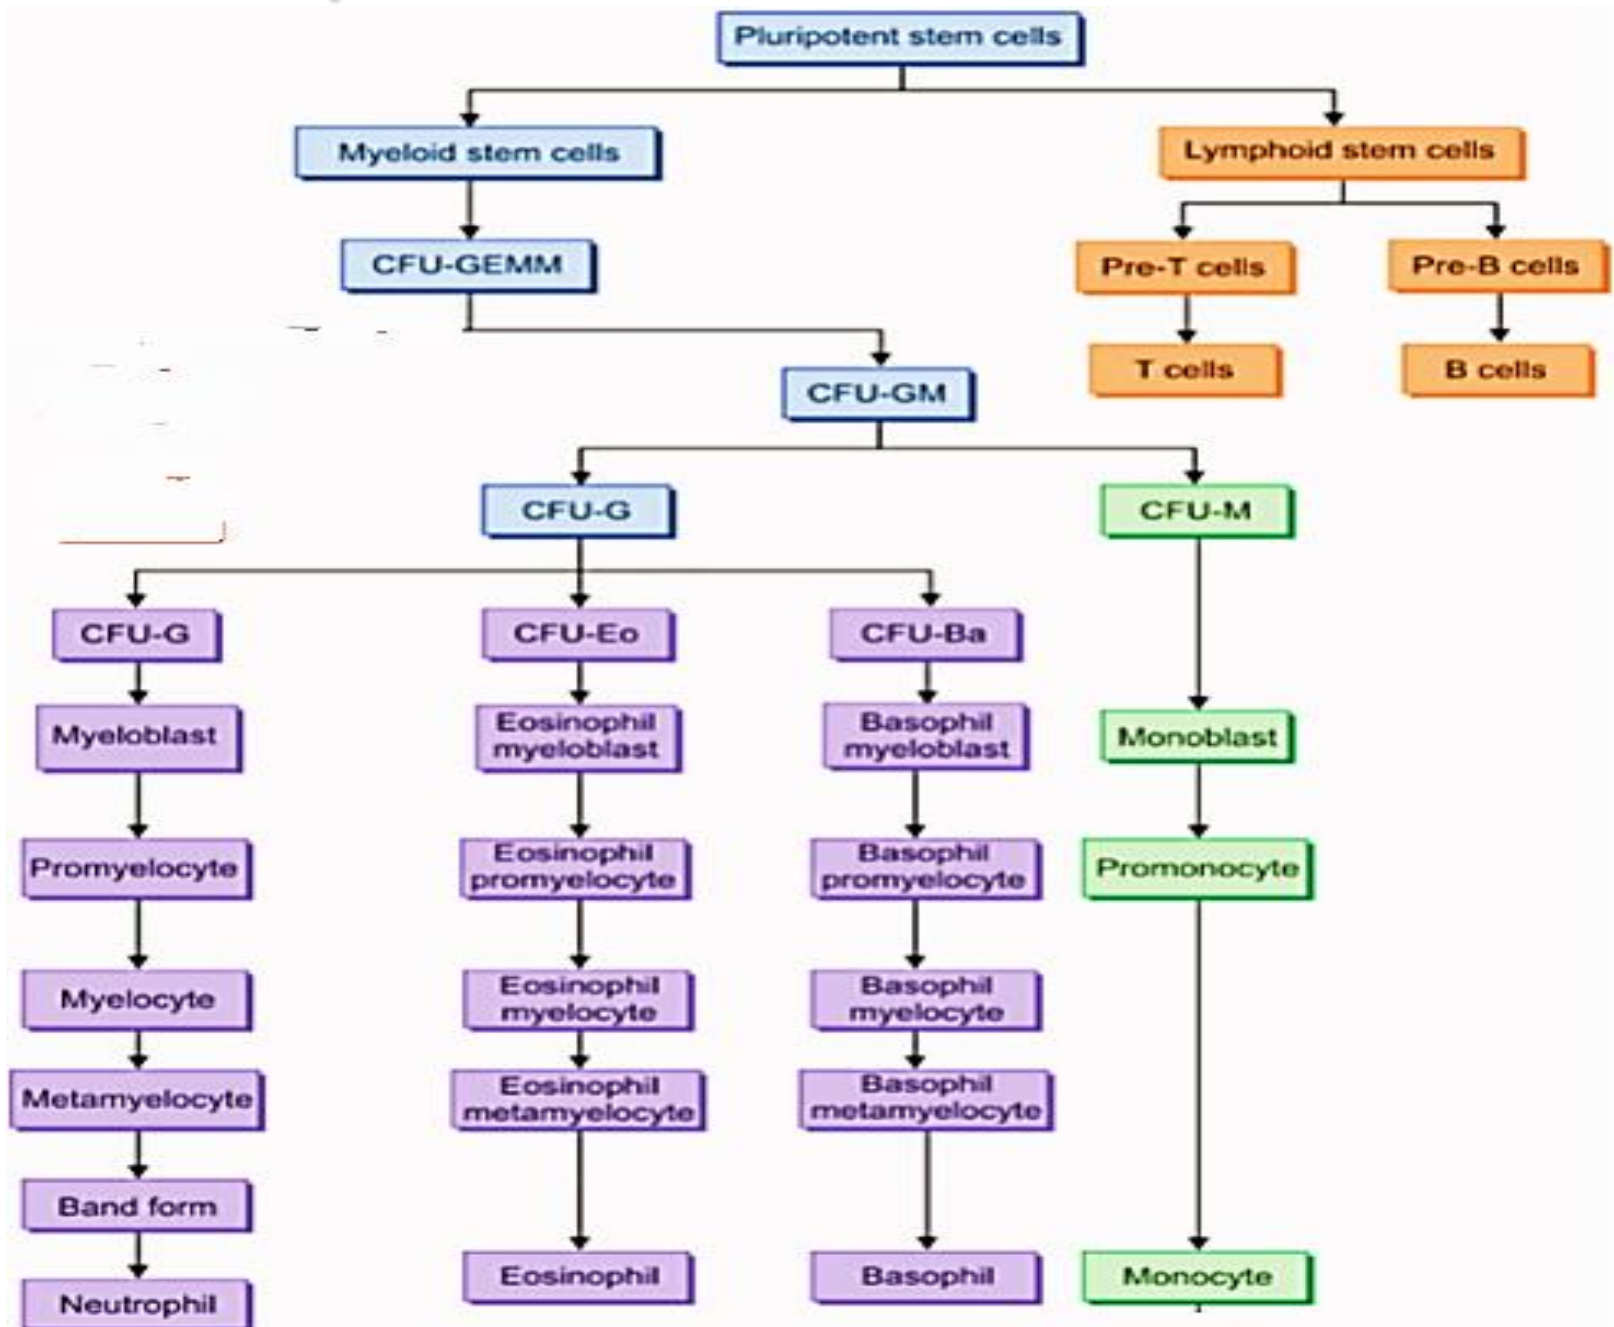 Pluripotent stem cells
Myeloid stem cells
Lymphoid stem cells
CFU-GEMM
Pre-T cells
Pre-B cells
T cells
B cells
CFU-GM
CFU-G
CFU-M
CFU-G
CFU-Eo
CFU-Ba
Myeloblast
Eosinophil
myeloblast
Basophil
myeloblast
Monoblast
Promyelocyte
Eosinophil
promyelocyte
Basophil
promyelocyte
Promonocyte
Myelocyte
Eosinophil
myelocyte
Basophil
myelocyte
Metamyelocyte
Eosinophil
metamyelocyte
Basophil
metamyelocyte
Band form
Eosinophil
Basophil
Monocyte
Neutrophil